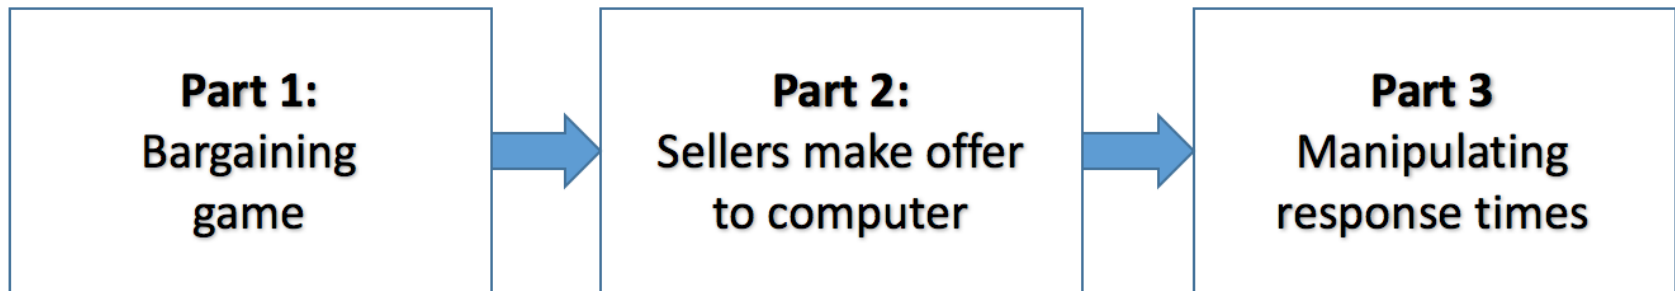 Part 1:
Bargaining
game
Part 2:
Sellers make offer
to computer
Part 3
Manipulating
response times